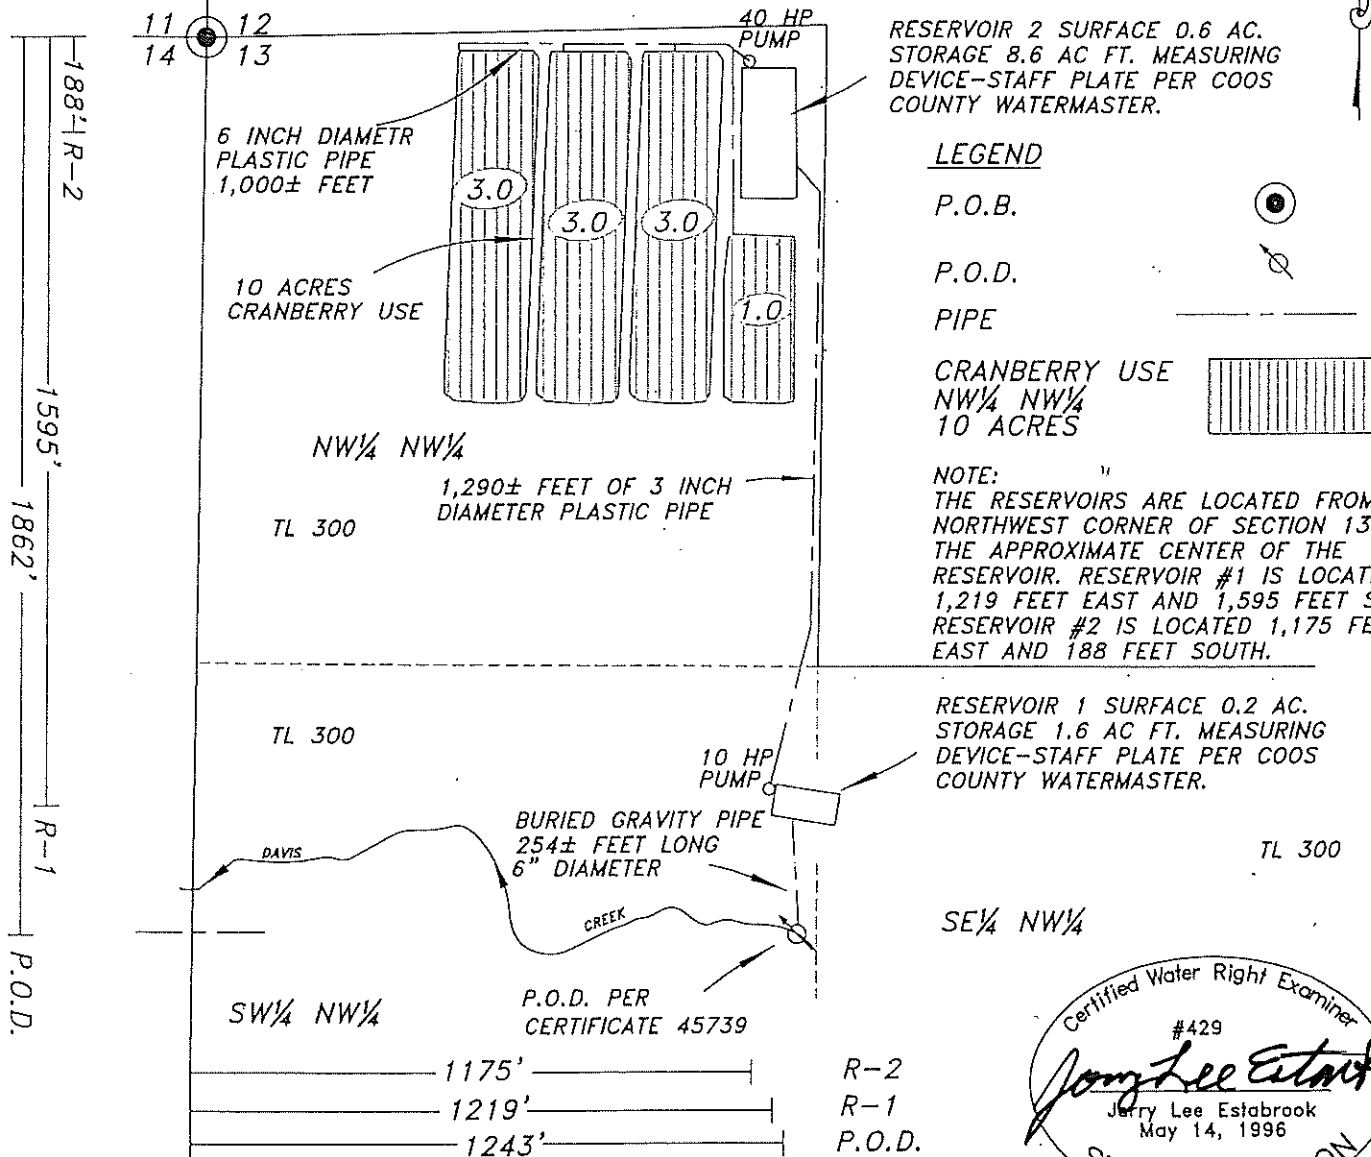 11 12
14 13
40 HP
PUMP
RESERVOIR 2 SURFACE 0.6 AC.
STORAGE 8.6 AC FT. MEASURING
DEVICE-STAFF PLATE PER COOS
COUNTY WATERMASTER.
6 INCH DIAMETR
PLASTIC PIPE
1,000± FEET
3.0
3.0
3.0
1.0
10 ACRES
CRANBERRY USE
LEGEND
P.O.B.
P.O.D.
PIPE
CRANBERRY USE
NW¼ NW¼
10 ACRES
188' R-2
1595'
R-1
1862'
P.O.D.
NW¼ NW¼
1,290± FEET OF 3 INCH
DIAMETER PLASTIC PIPE
TL 300
NOTE:
THE RESERVOIRS ARE LOCATED FROM
NORTHWEST CORNER OF SECTION 13
THE APPROXIMATE CENTER OF THE
RESERVOIR. RESERVOIR #1 IS LOCAT
1,219 FEET EAST AND 1,595 FEET S
RESERVOIR #2 IS LOCATED 1,175 FE
EAST AND 188 FEET SOUTH.
TL 300
RESERVOIR 1 SURFACE 0.2 AC.
STORAGE 1.6 AC FT. MEASURING
DEVICE-STAFF PLATE PER COOS
COUNTY WATERMASTER.
10 HP
PUMP
BURIED GRAVITY PIPE
254± FEET LONG
6" DIAMETER
DAVIS
CREEK
TL 300
SE¼ NW¼
SW¼ NW¼
P.O.D. PER
CERTIFICATE 45739
1175' R-2
1219' R-1
1243' P.O.D.
Certified Water Right Examiner
#429
Jerry Lee Estabrook
May 14, 1996